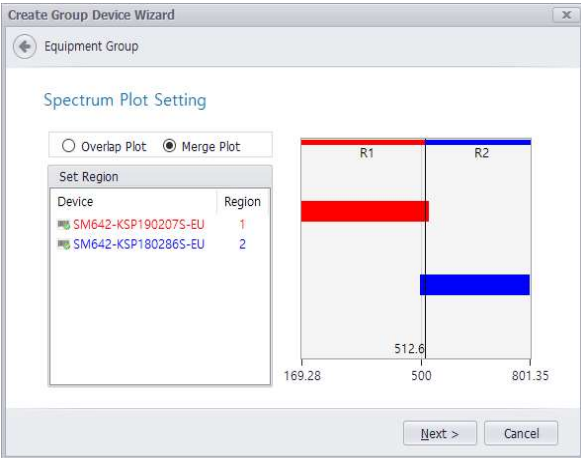 Create Group Device Wizard
Equipment Group
Spectrum Plot Setting
Overlap Plot Merge Plot
Set Region
Device Region
SM642-KSP190207S-EU 1
SM642-KSP180286S-EU 2
R1 R2
512.6
169.28 500 801.35
Next > Cancel